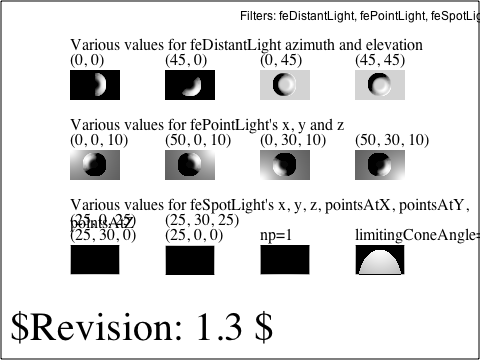 Filters: feDistantLight, fePointLight, feSpotLig
Various values for feDistantLight azimuth and elevation
(0, 0) (45, 0) (0, 45) (45, 45)
Various values for fePointLight's x, y and z
(0, 0, 10) (50, 0, 10) (0, 30, 10) (50, 30, 10)
Various values for feSpotLight's x, y, z, pointsAtX, pointsAtY,
pointsAtZ
(25, 0, 25) (25, 30, 25)
(25, 30, 0) (25, 0, 0) np=1 limitingConeAngle=
$Revision: 1.3 $